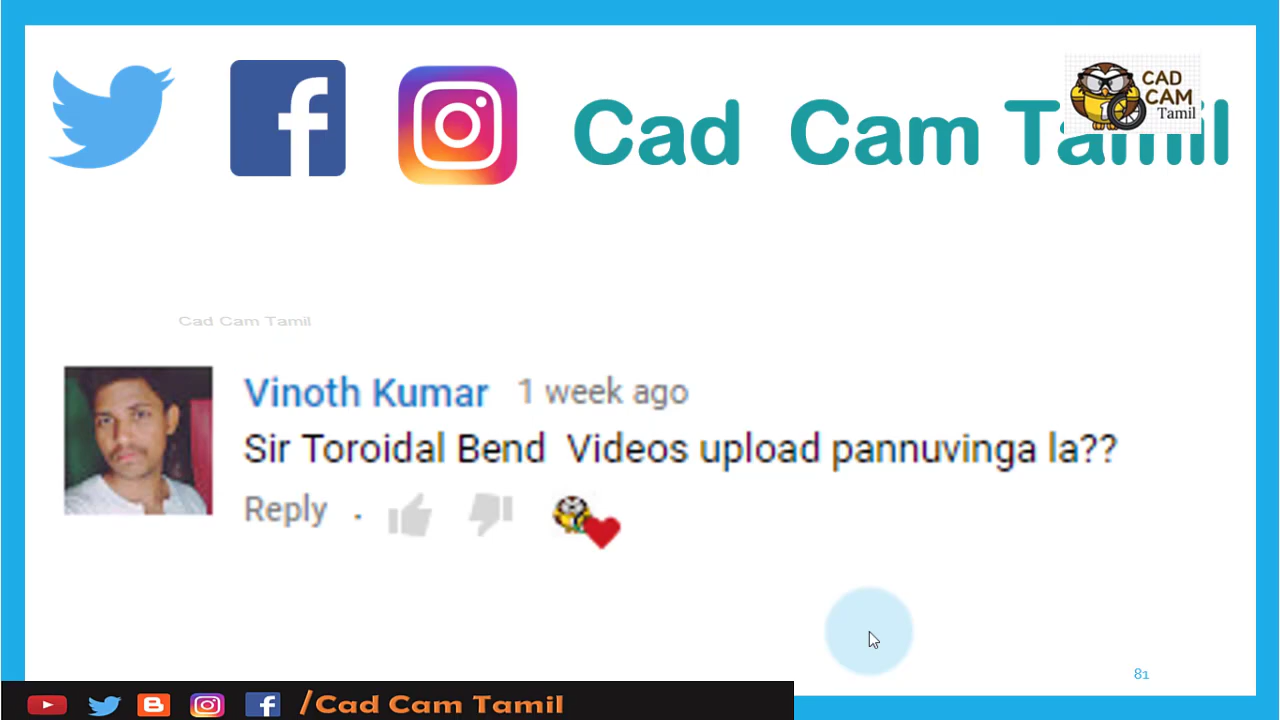 Cad Cam Tamil
CAD
CAM
Tamil
Cad Cam Tamil
Vinoth Kumar 1 week ago
Sir Toroidal Bend Videos upload pannuvinga la??
Reply
81
/Cad Cam Tamil